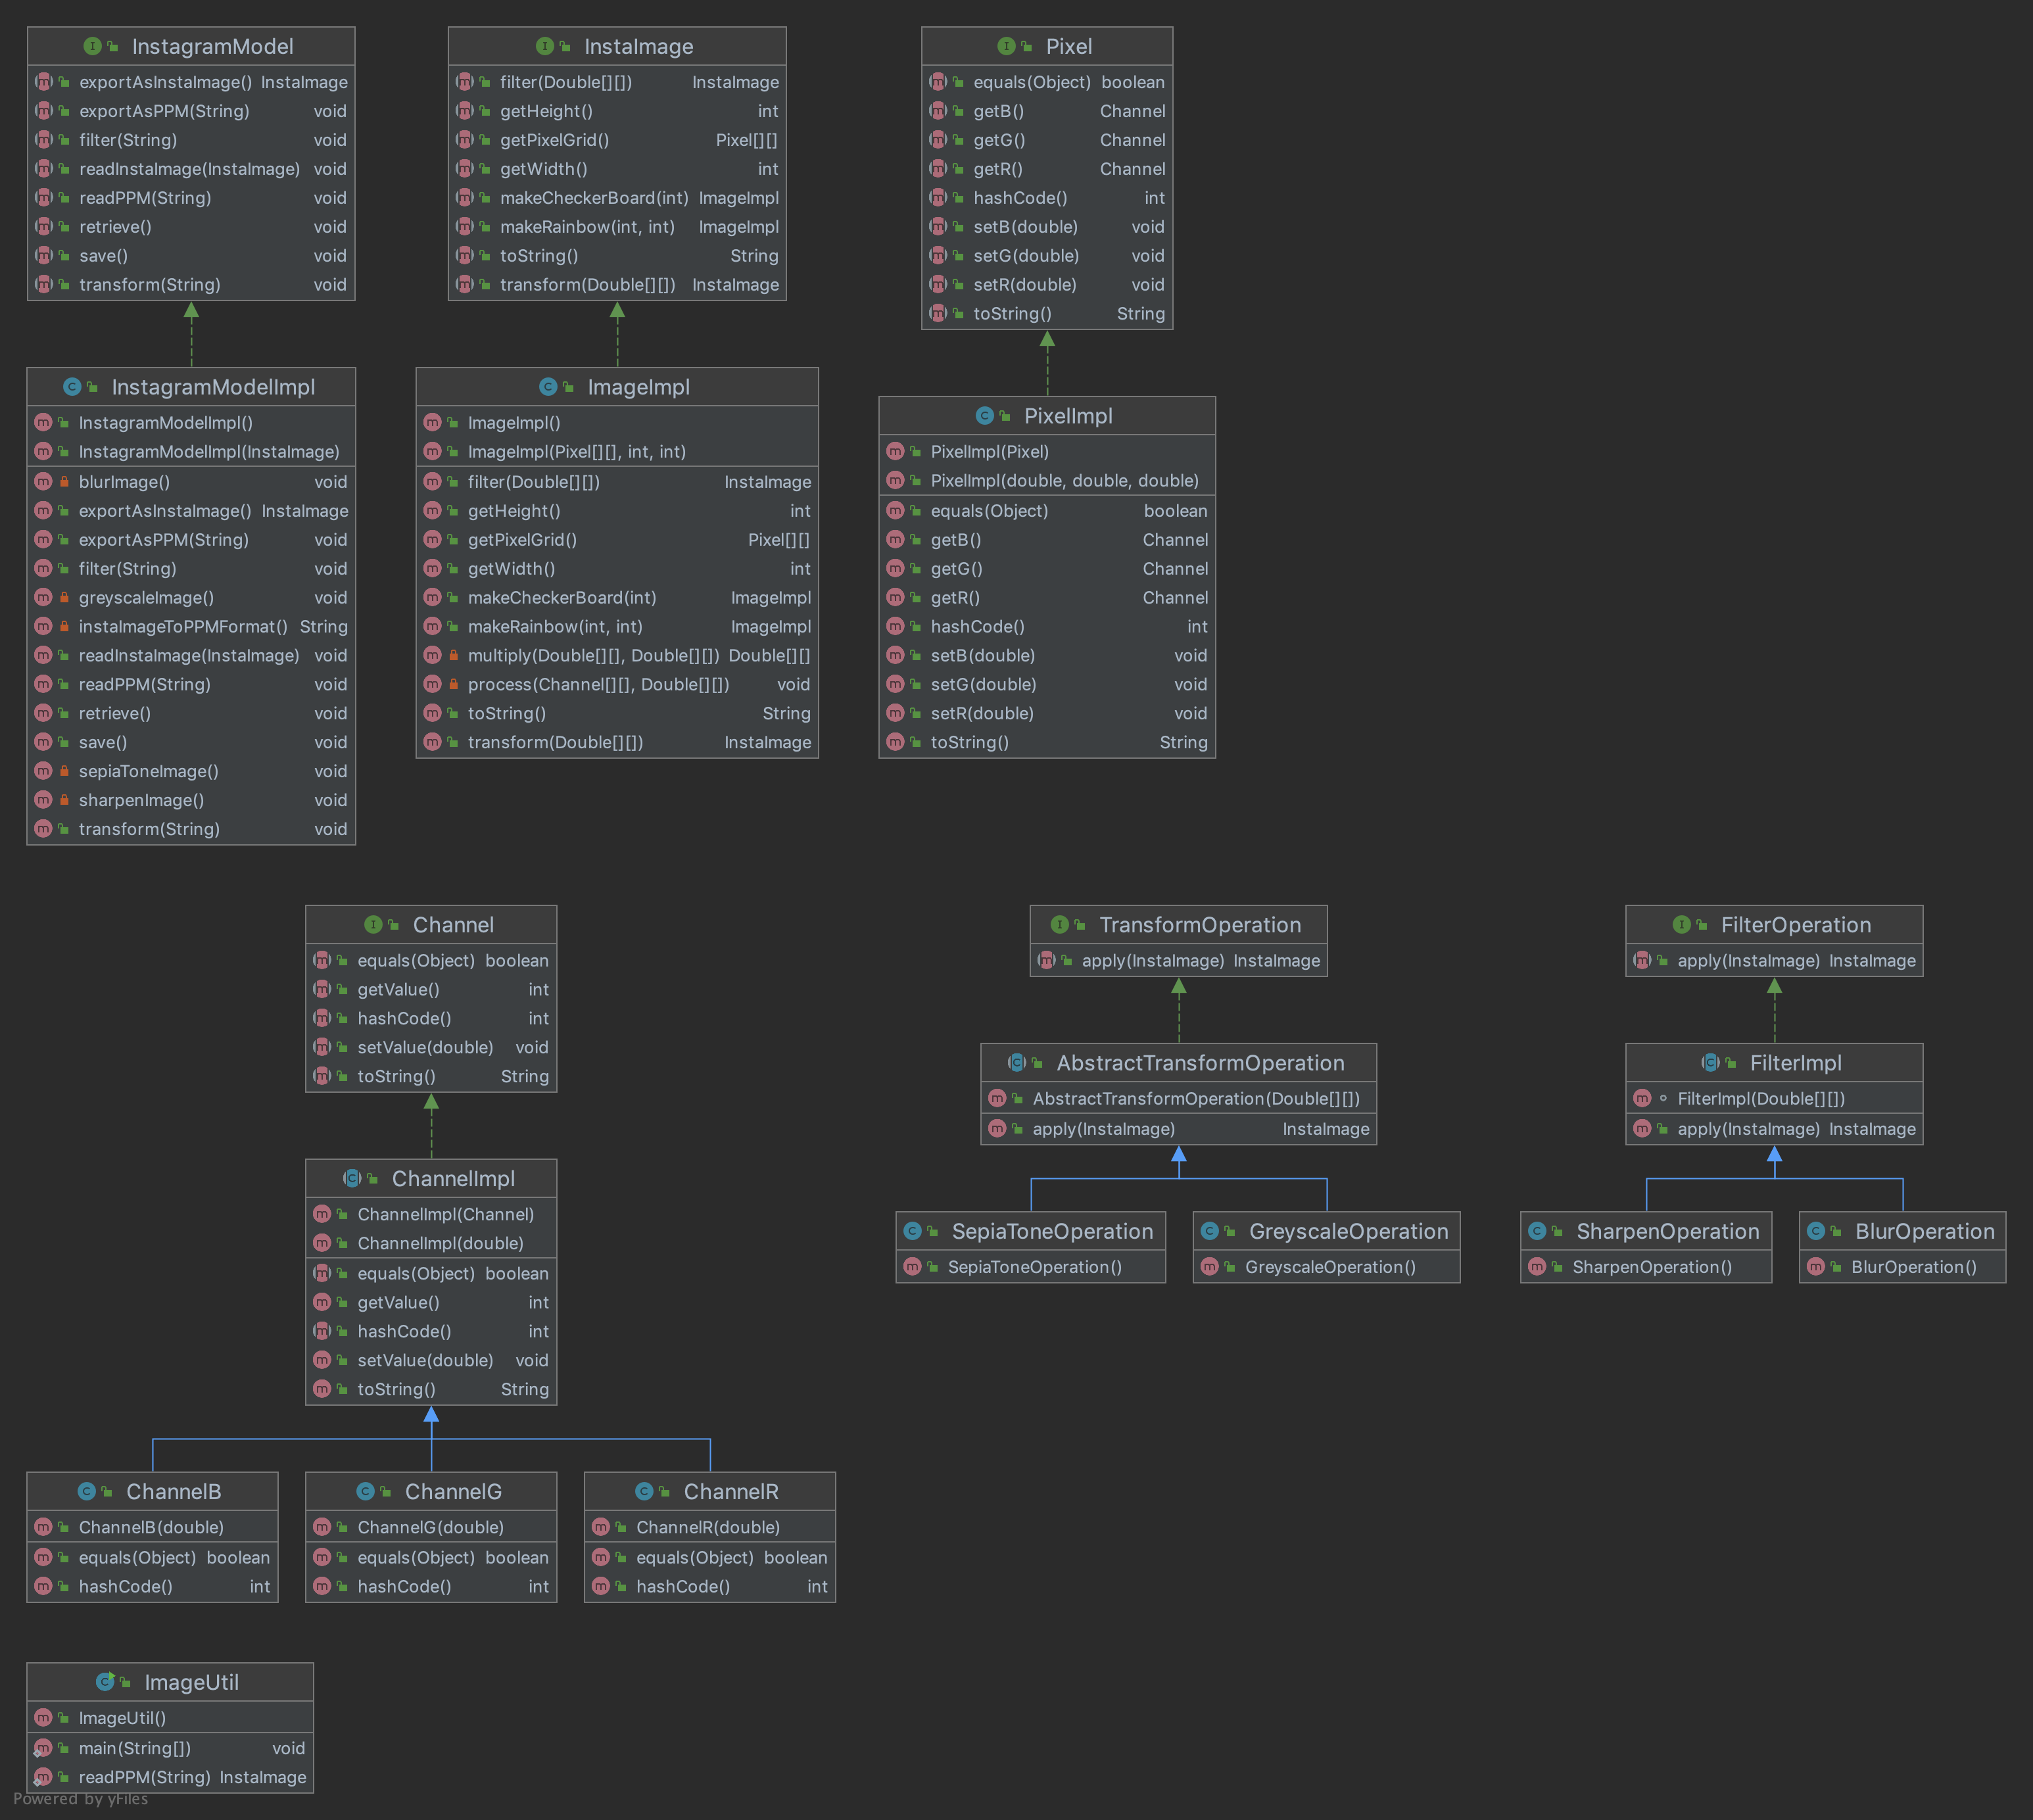 InstagramModel
exportAsInstaImage() InstaImage
exportAsPPM(String) void
filter(String) void
readInstaImage(InstaImage) void
readPPM(String) void
retrieve() void
save() void
transform(String) void
InstaImage
filter(Double[][]) InstaImage
getHeight() int
getPixelGrid() Pixel[][]
getWidth() int
makeCheckerBoard(int) ImageImpl
makeRainbow(int, int) ImageImpl
toString() String
transform(Double[][]) InstaImage
Pixel
equals(Object) boolean
getB() Channel
getG() Channel
getR() Channel
hashCode() int
setB(double) void
setG(double) void
setR(double) void
toString() String
InstagramModelImpl
InstagramModelImpl()
InstagramModelImpl(InstaImage)
blurImage() void
exportAsInstaImage() InstaImage
exportAsPPM(String) void
filter(String) void
greyscaleImage() void
instaImageToPPMFormat() String
readInstaImage(InstaImage) void
readPPM(String) void
retrieve() void
save() void
sepiaToneImage() void
sharpenImage() void
transform(String) void
ImageImpl
ImageImpl()
ImageImpl(Pixel[][], int, int)
filter(Double[][]) InstaImage
getHeight() int
getPixelGrid() Pixel[][]
getWidth() int
makeCheckerBoard(int) ImageImpl
makeRainbow(int, int) ImageImpl
multiply(Double[][], Double[][]) Double[][]
process(Channel[][], Double[][]) void
toString() String
transform(Double[][]) InstaImage
PixelImpl
PixelImpl(Pixel)
PixelImpl(double, double, double)
equals(Object) boolean
getB() Channel
getG() Channel
getR() Channel
hashCode() int
setB(double) void
setG(double) void
setR(double) void
toString() String
Channel
equals(Object) boolean
getValue() int
hashCode() int
setValue(double) void
toString() String
TransformOperation
apply(InstaImage) InstaImage
FilterOperation
apply(InstaImage) InstaImage
AbstractTransformOperation
AbstractTransformOperation(Double[][])
apply(InstaImage) InstaImage
FilterImpl
FilterImpl(Double[][])
apply(InstaImage) InstaImage
ChannelImpl
ChannelImpl(Channel)
ChannelImpl(double)
equals(Object) boolean
getValue() int
hashCode() int
setValue(double) void
toString() String
SepiaToneOperation
SepiaToneOperation()
GreyscaleOperation
GreyscaleOperation()
SharpenOperation
SharpenOperation()
BlurOperation
BlurOperation()
ChannelB
ChannelB(double)
equals(Object) boolean
hashCode() int
ChannelG
ChannelG(double)
equals(Object) boolean
hashCode() int
ChannelR
ChannelR(double)
equals(Object) boolean
hashCode() int
ImageUtil
ImageUtil()
main(String[]) void
readPPM(String) InstaImage
Powered by yFiles